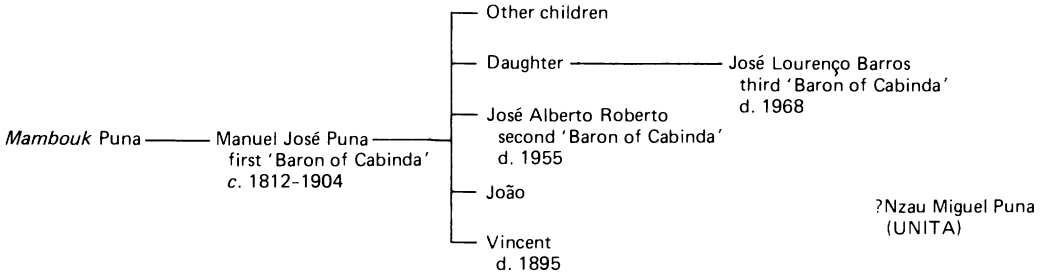 Other children
Daughter
José Lourenço Barros
third 'Baron of Cabinda'
d. 1968
José Alberto Roberto
second 'Baron of Cabinda'
d. 1955
Mambouk Puna
Manuel José Puna
first 'Baron of Cabinda'
c. 1812-1904
João
?Nzau Miguel Puna
(UNITA)
Vincent
d. 1895